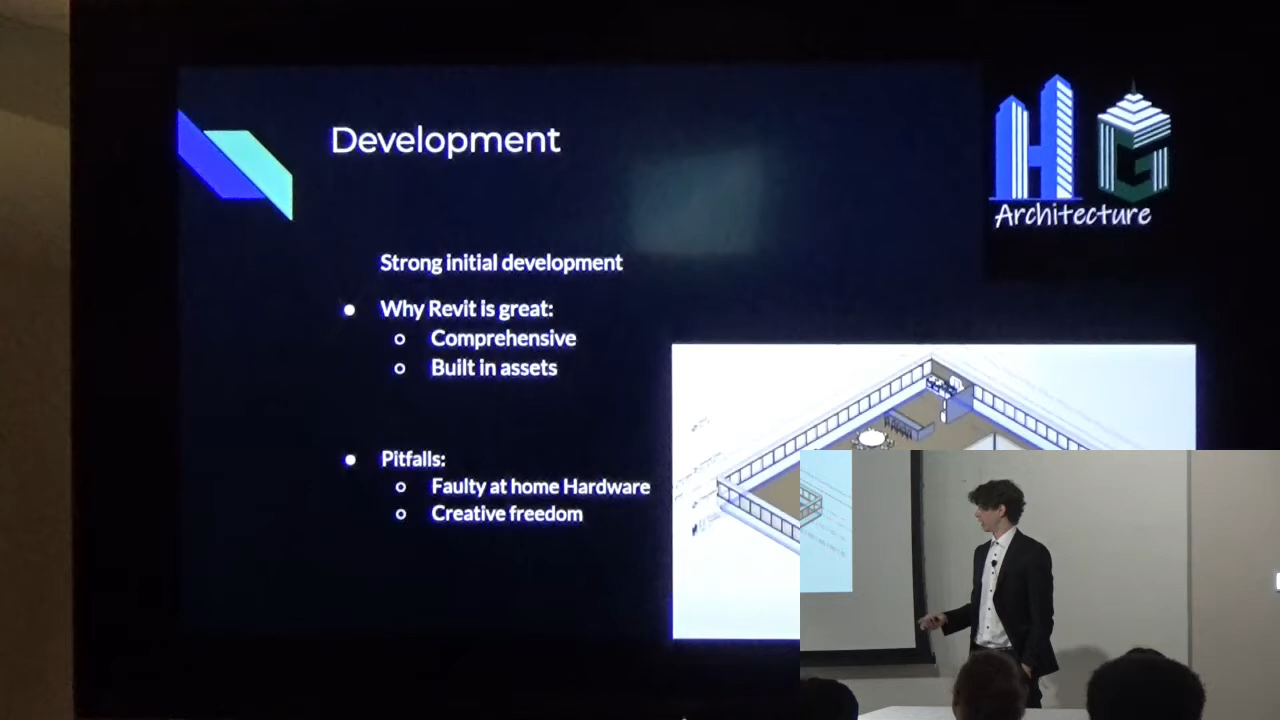 Development
Architecture
Strong initial development
Why Revit is great:
Comprehensive
Built in assets
Pitfalls:
Faulty at home Hardware
Creative freedom